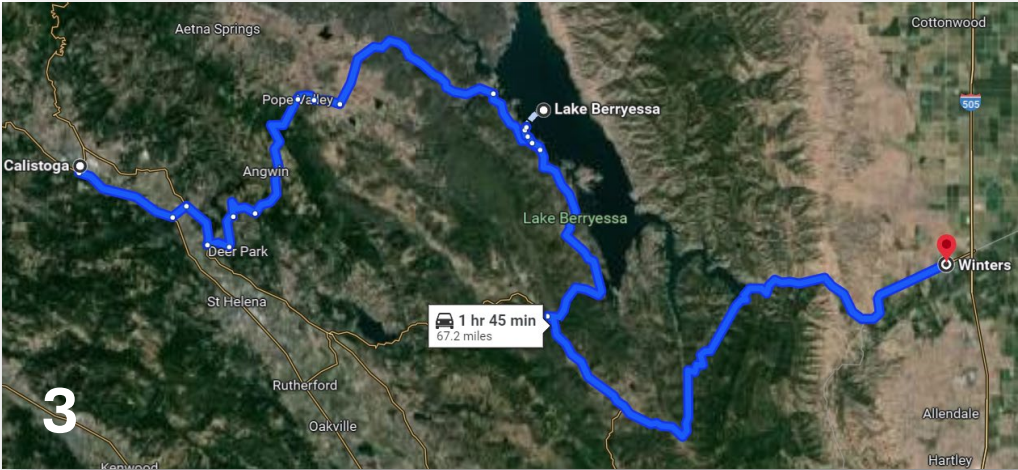 Cottonwood
Aetna Springs
505
Pope Valley
Lake Berryessa
Calistoga
Angwin
Lake Berryessa
Deer Park
Winters
St Helena
1 hr 45 min
67.2 miles
Rutherford
3
Allendale
Oakville
Hartley
Kenwood